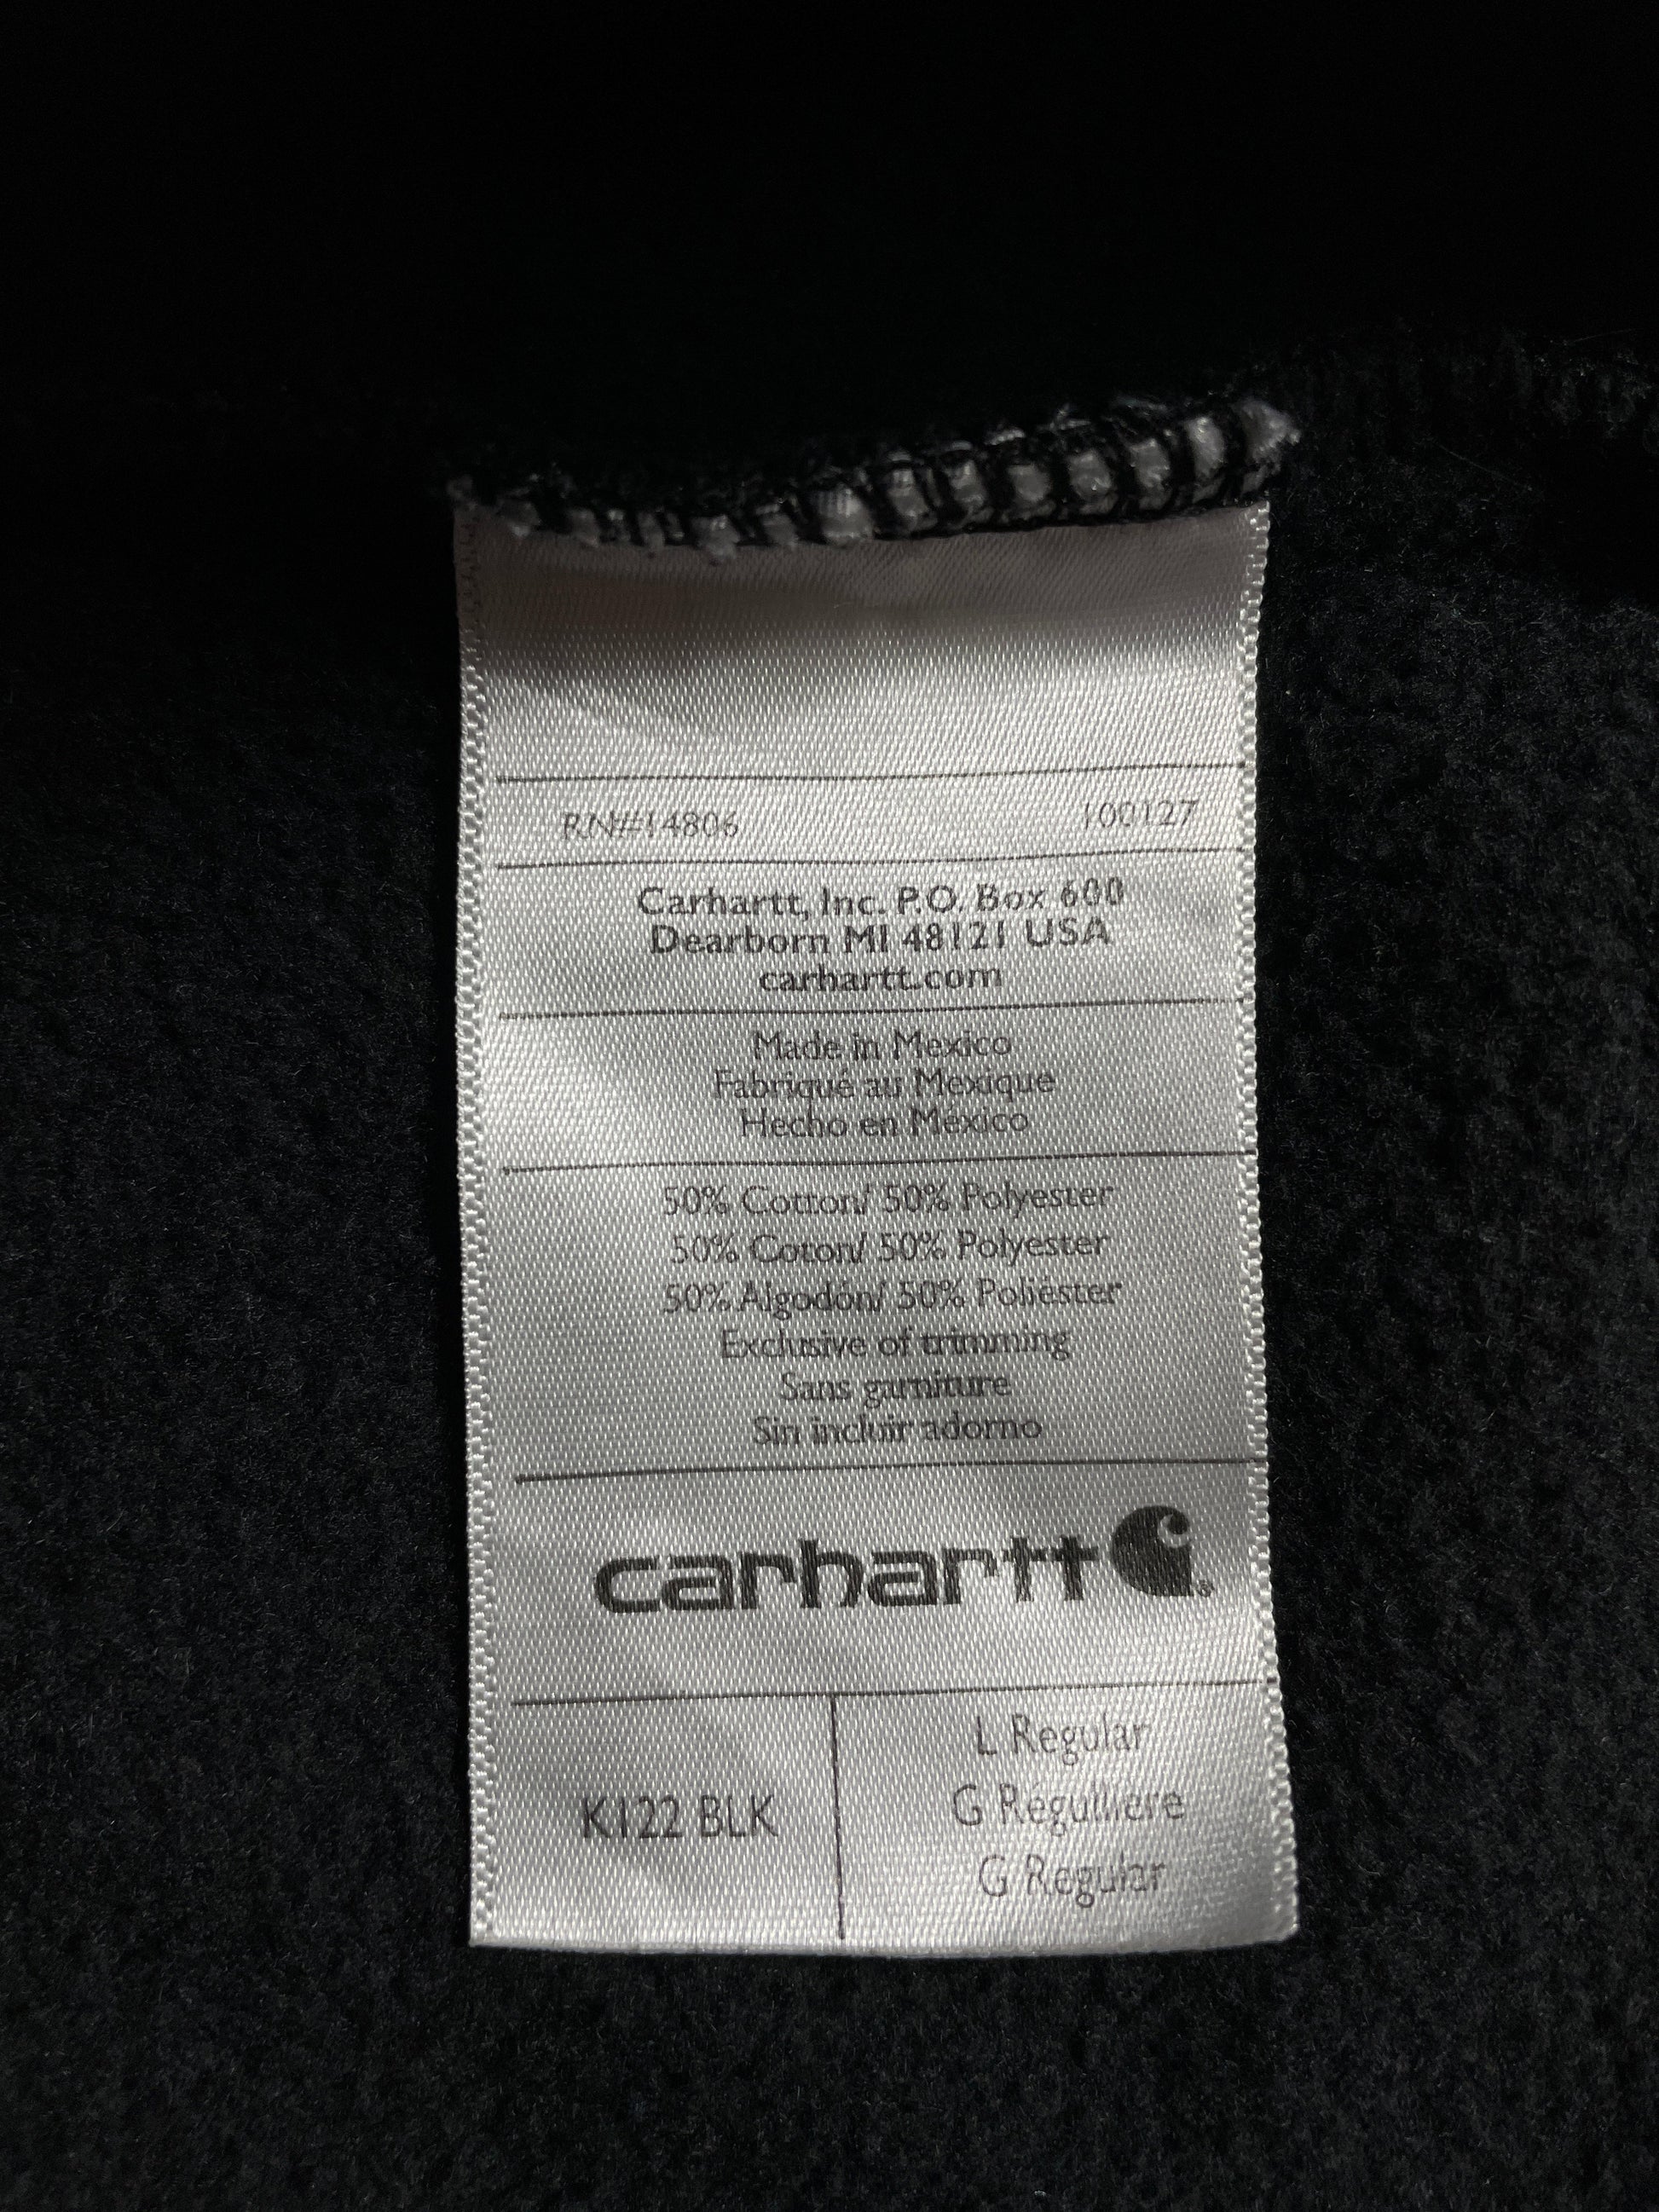 RN#14806 100127
Carhartt, Inc. P.O. Box 600
Dearborn MI 48121 USA
carhartt.com
Made in Mexico
Fabriqué au Mexique
Hecho en México
50% Cotton/ 50% Polyester
50% Coton/ 50% Polyester
50% Algodón/ 50% Poliéster
Exclusive of trimming
Sans garniture
Sin incluir adorno
carhartt®
K122 BLK
L Regular
G Régulliere
G Regular